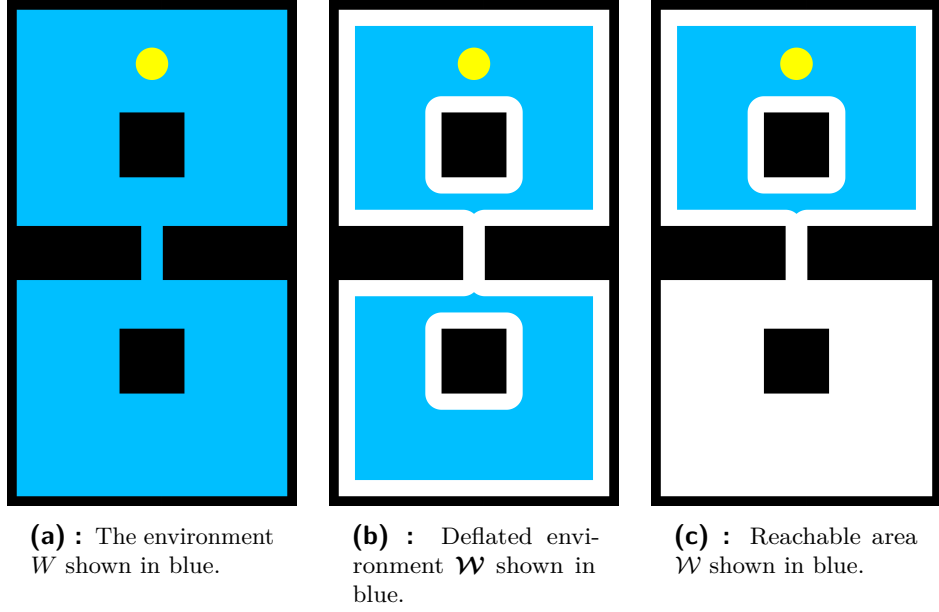 (a) : The environment
W shown in blue.
(b) : Deflated envi-
ronment 𝓦 shown in
blue.
(c) : Reachable area
𝒲 shown in blue.